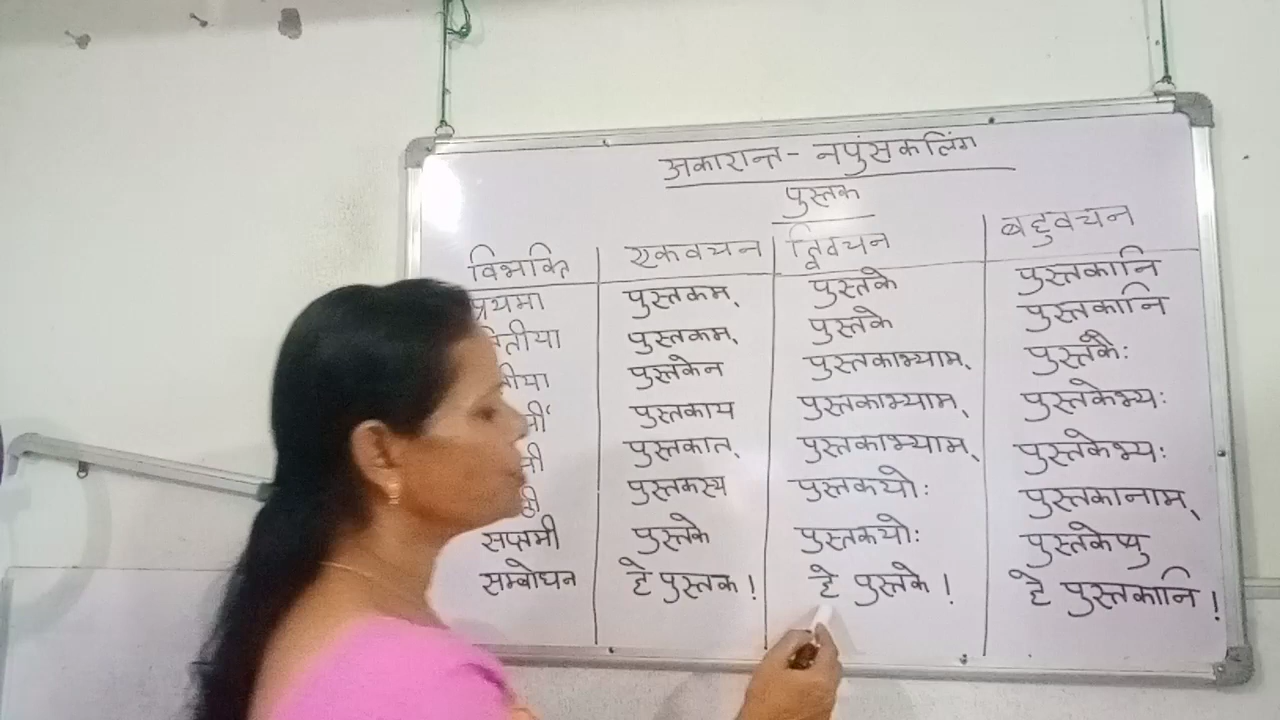 अकारान्त - नपुंसकलिंग
पुस्तक
विभक्ति एकवचन द्विवचन बहुवचन
प्रथमा पुस्तकम् पुस्तके पुस्तकानि
द्वितीया पुस्तकम् पुस्तके पुस्तकानि
पुस्तकेन पुस्तकाभ्याम् पुस्तकैः
पुस्तकाय पुस्तकाभ्याम् पुस्तकेभ्यः
पुस्तकात् पुस्तकाभ्याम् पुस्तकेभ्यः
पुस्तकस्य पुस्तकयोः पुस्तकानाम्
सप्तमी पुस्तके पुस्तकयोः पुस्तकेषु
सम्बोधन हे पुस्तक ! हे पुस्तके ! हे पुस्तकानि !